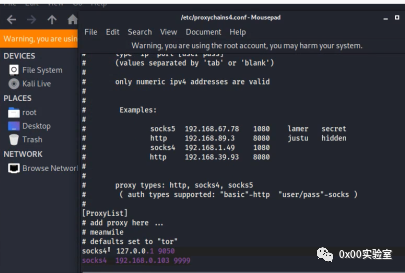 /etc/proxychains4.conf - Mousepad
File Edit Search View Document Help
Warning, you are using the root account, you may harm your system.
Warning, you are using
DEVICES
File System
Kali Live
PLACES
root
Desktop
Trash
NETWORK
Browse Network
# type ip port [user pass]
# (values separated by 'tab' or 'blank')
#
# only numeric ipv4 addresses are valid
#
#
# Examples:
#
# socks5 192.168.67.78 1080 lamer secret
# http 192.168.89.3 8080 justu hidden
# socks4 192.168.1.49 1080
# http 192.168.39.93 8080
#
#
# proxy types: http, socks4, socks5
# ( auth types supported: "basic"-http "user/pass"-socks )
#
[ProxyList]
# add proxy here ...
# meanwile
# defaults set to "tor"
socks4 127.0.0.1 9050
socks4 192.168.0.103 9999
0x00实验室